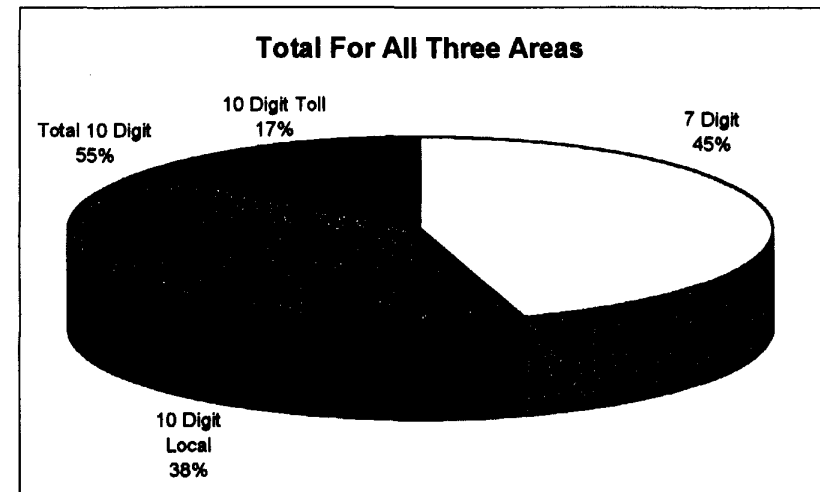 Total For All Three Areas
10 Digit Toll
17%
Total 10 Digit
55%
7 Digit
45%
10 Digit
Local
38%